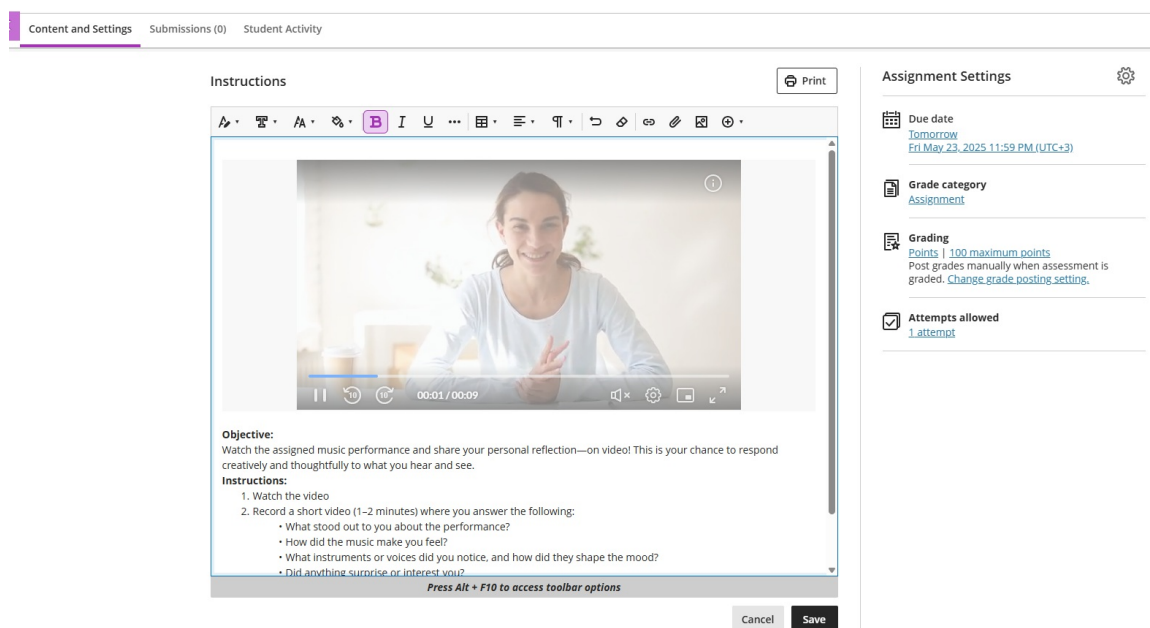 Content and Settings
Submissions (0)
Student Activity
Instructions
Print
B I U
00:01 / 00:09
Objective:
Watch the assigned music performance and share your personal reflection—on video! This is your chance to respond
creatively and thoughtfully to what you hear and see.
Instructions:
1. Watch the video
2. Record a short video (1–2 minutes) where you answer the following:
• What stood out to you about the performance?
• How did the music make you feel?
• What instruments or voices did you notice, and how did they shape the mood?
• Did anything surprise or interest you?
Press Alt + F10 to access toolbar options
Cancel
Save
Assignment Settings
Due date
Tomorrow
Fri May 23, 2025 11:59 PM (UTC+3)
Grade category
Assignment
Grading
Points | 100 maximum points
Post grades manually when assessment is
graded. Change grade posting setting.
Attempts allowed
1 attempt